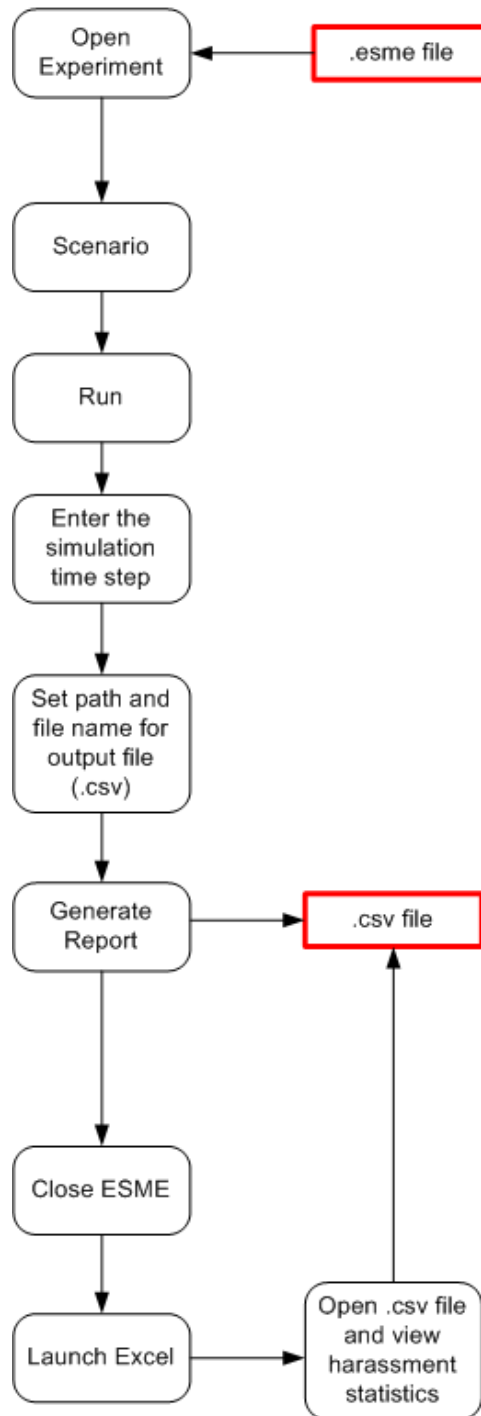 Open
Experiment
.esme file
Scenario
Run
Enter the
simulation
time step
Set path and
file name for
output file
(.csv)
Generate
Report
.csv file
Close ESME
Launch Excel
Open .csv file
and view
harassment
statistics